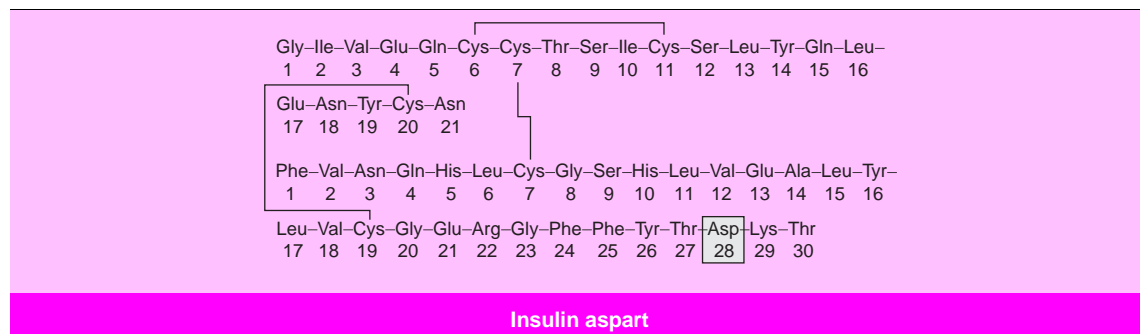 Gly–Ile–Val–Glu–Gln–Cys–Cys–Thr–Ser–Ile–Cys–Ser–Leu–Tyr–Gln–Leu–
1 2 3 4 5 6 7 8 9 10 11 12 13 14 15 16
Glu–Asn–Tyr–Cys–Asn
17 18 19 20 21
Phe–Val–Asn–Gln–His–Leu–Cys–Gly–Ser–His–Leu–Val–Glu–Ala–Leu–Tyr–
1 2 3 4 5 6 7 8 9 10 11 12 13 14 15 16
Leu–Val–Cys–Gly–Glu–Arg–Gly–Phe–Phe–Tyr–Thr–Asp–Lys–Thr
17 18 19 20 21 22 23 24 25 26 27 28 29 30
Insulin aspart